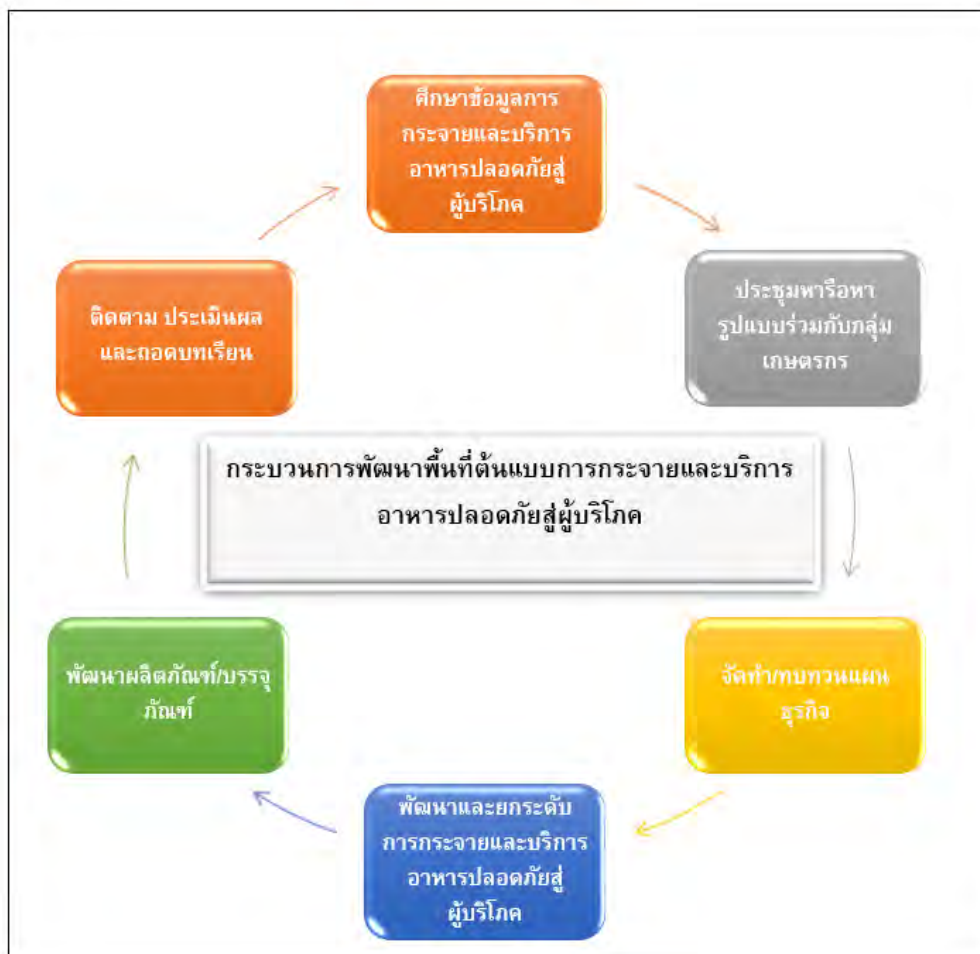 ศึกษาข้อมูลการ
กระจายและบริการ
อาหารปลอดภัยสู่
ผู้บริโภค
ประชุมหารือหา
รูปแบบร่วมกับกลุ่ม
เกษตรกร
จัดทำ/ทบทวนแผน
ธุรกิจ
พัฒนาและยกระดับ
การกระจายและบริการ
อาหารปลอดภัยสู่
ผู้บริโภค
พัฒนาผลิตภัณฑ์/บรรจุ
ภัณฑ์
ติดตาม ประเมินผล
และถอดบทเรียน
กระบวนการพัฒนาพื้นที่ต้นแบบการกระจายและบริการ
อาหารปลอดภัยสู่ผู้บริโภค